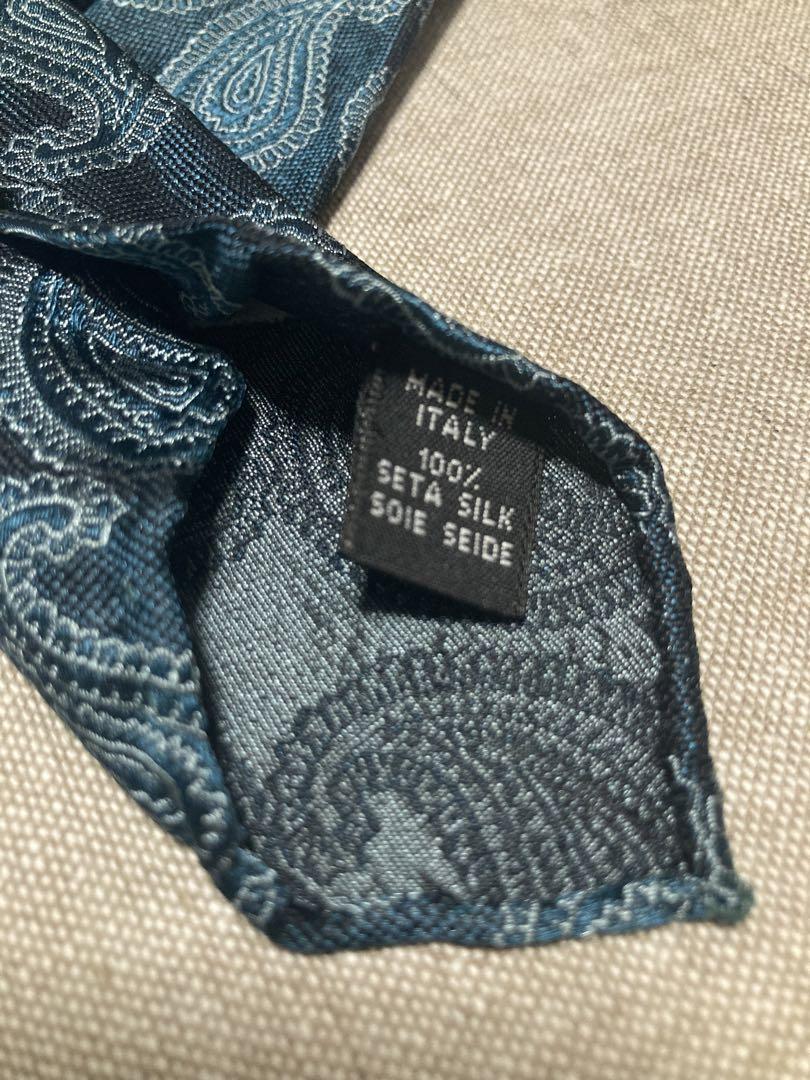 MADE IN
ITALY
100%
SETA SILK
SOIE SEIDE